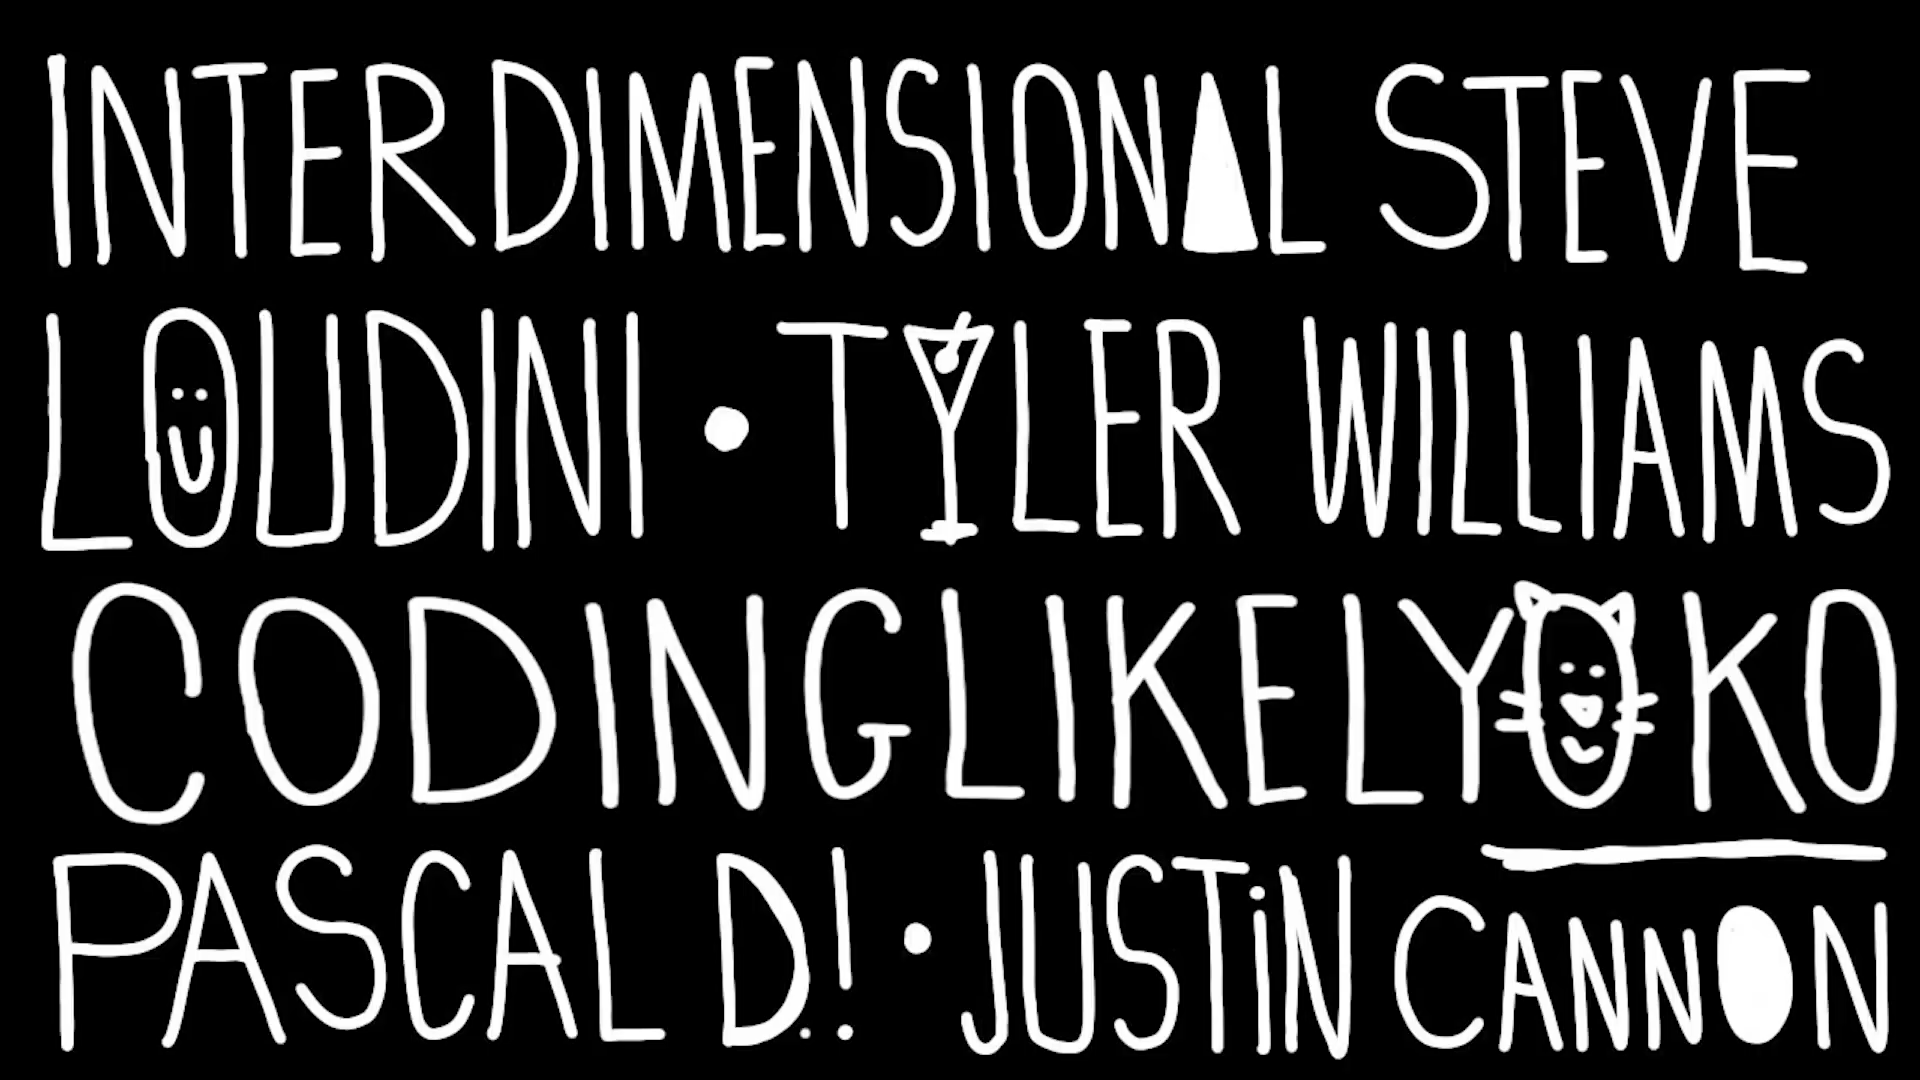 INTERDIMENSIONAL STEVE
LOUDINI • TYLER WILLIAMS
CODINGLIKELYOKO
PASCAL D.! • JUSTiN CANNON